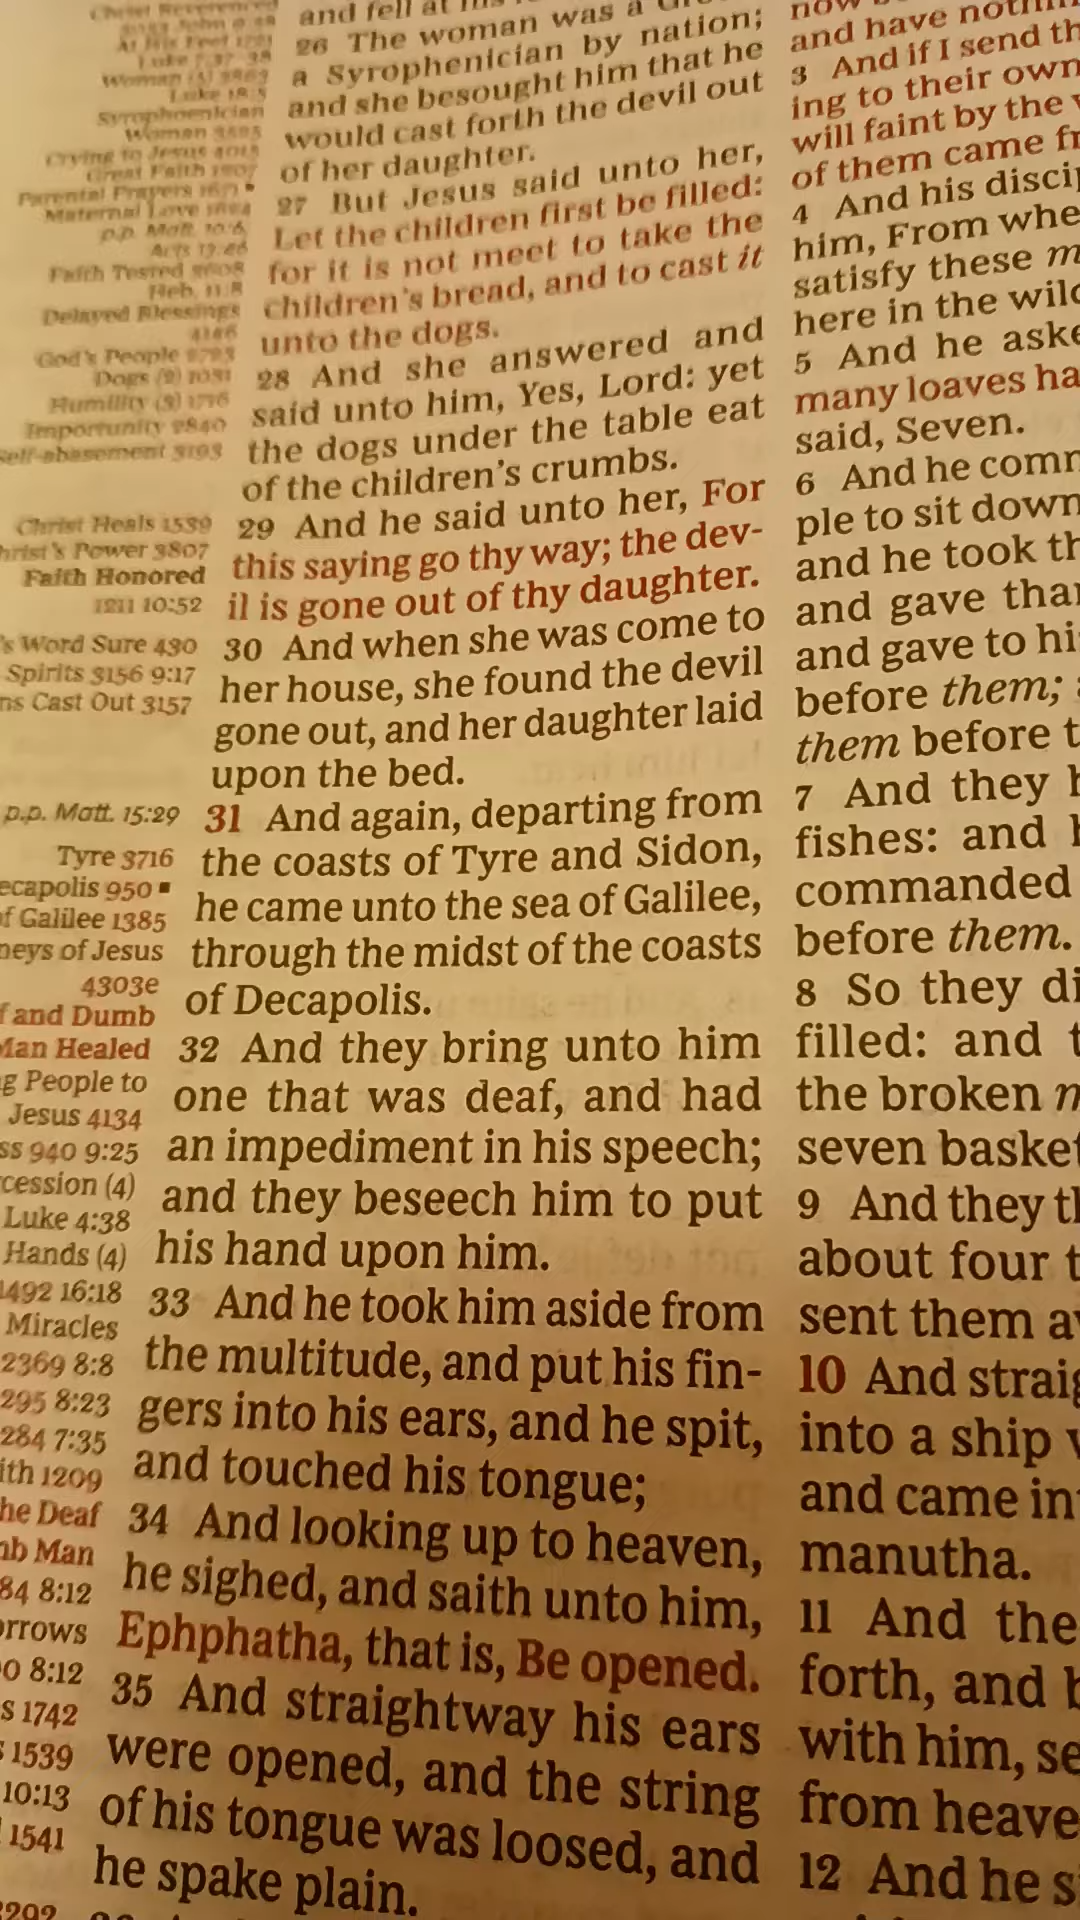 and fell at
26 The woman was a
a Syrophenician by nation;
and she besought him that he
would cast forth the devil out
of her daughter.
27 But Jesus said unto her,
Let the children first be filled:
for it is not meet to take the
children's bread, and to cast it
unto the dogs.
28 And she answered and
said unto him, Yes, Lord: yet
the dogs under the table eat
of the children's crumbs.
29 And he said unto her, For
this saying go thy way; the dev-
il is gone out of thy daughter.
30 And when she was come to
her house, she found the devil
gone out, and her daughter laid
upon the bed.
31 And again, departing from
the coasts of Tyre and Sidon,
he came unto the sea of Galilee,
through the midst of the coasts
of Decapolis.
32 And they bring unto him
one that was deaf, and had
an impediment in his speech;
and they beseech him to put
his hand upon him.
33 And he took him aside from
the multitude, and put his fin-
gers into his ears, and he spit,
and touched his tongue;
34 And looking up to heaven,
he sighed, and saith unto him,
Ephphatha, that is, Be opened.
35 And straightway his ears
were opened, and the string
of his tongue was loosed, and
he spake plain.
Syrophoenician
Woman
Crying to Jesus 4015
Great Faith
Parental Prayers
Maternal Love
p.p. Matt. 10:6
Acts 13:46
Faith Tested
Heb. 11:8
Delayed Blessings
God's People
Dogs (2) 1031
Humility (3)
Importunity 2840
Self-abasement 3193
Christ Heals 1539
hrist's Power 3807
Faith Honored
1211 10:52
's Word Sure 430
Spirits 3156 9:17
ns Cast Out 3157
p.p. Matt. 15:29
Tyre 3716
ecapolis 950
f Galilee 1385
neys of Jesus
4303e
f and Dumb
Man Healed
g People to
Jesus 4134
ss 940 9:25
cession (4)
Luke 4:38
Hands (4)
1492 16:18
Miracles
2369 8:8
295 8:23
284 7:35
ith 1209
he Deaf
mb Man
84 8:12
orrows
0 8:12
s 1742
1539
10:13
1541
2292
now
and have noth
3 And if I send th
ing to their own
will faint by the
of them came fr
4 And his discip
him, From whe
satisfy these m
here in the wild
5 And he aske
many loaves ha
said, Seven.
6 And he comm
ple to sit down
and he took th
and gave than
and gave to hi
before them;
them before t
7 And they h
fishes: and
commanded
before them.
8 So they di
filled: and t
the broken m
seven basket
9 And they th
about four t
sent them aw
10 And straig
into a ship
and came in
manutha.
11 And the
forth, and b
with him, se
from heave
12 And he s